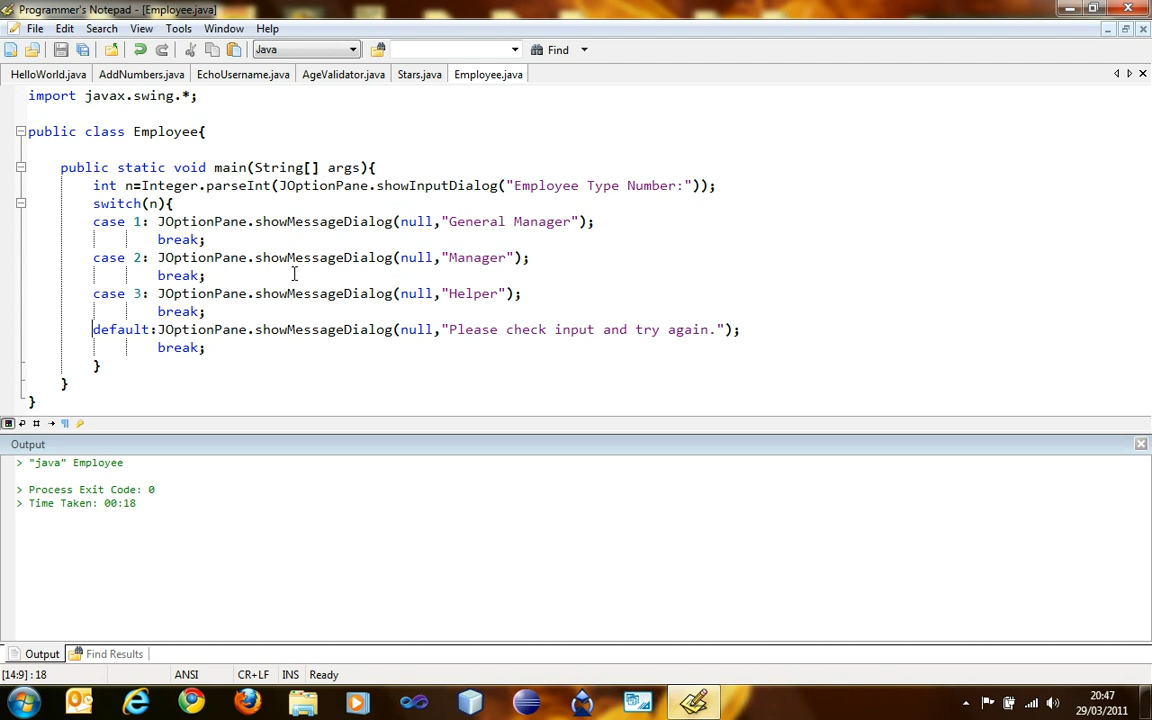 Programmer's Notepad - [Employee.java]
File Edit Search View Tools Window Help
Java Find
HelloWorld.java AddNumbers.java EchoUsername.java AgeValidator.java Stars.java Employee.java
import javax.swing.*;
public class Employee{
public static void main(String[] args){
int n=Integer.parseInt(JOptionPane.showInputDialog("Employee Type Number:"));
switch(n){
case 1: JOptionPane.showMessageDialog(null,"General Manager");
break;
case 2: JOptionPane.showMessageDialog(null,"Manager");
break;
case 3: JOptionPane.showMessageDialog(null,"Helper");
break;
default:JOptionPane.showMessageDialog(null,"Please check input and try again.");
break;
}
}
}
Output
> "java" Employee
> Process Exit Code: 0
> Time Taken: 00:18
Output Find Results
[14:9] : 18 ANSI CR+LF INS Ready
20:47
29/03/2011